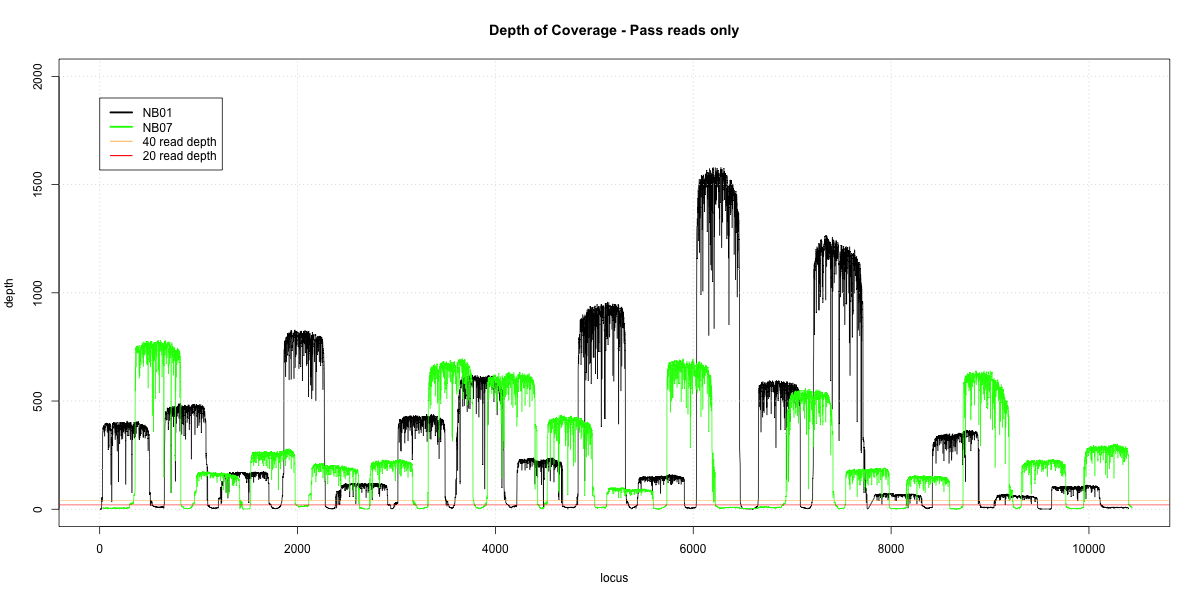 Depth of Coverage - Pass reads only
depth
2000
1500
1000
500
0
NB01
NB07
40 read depth
20 read depth
0 2000 4000 6000 8000 10000
locus